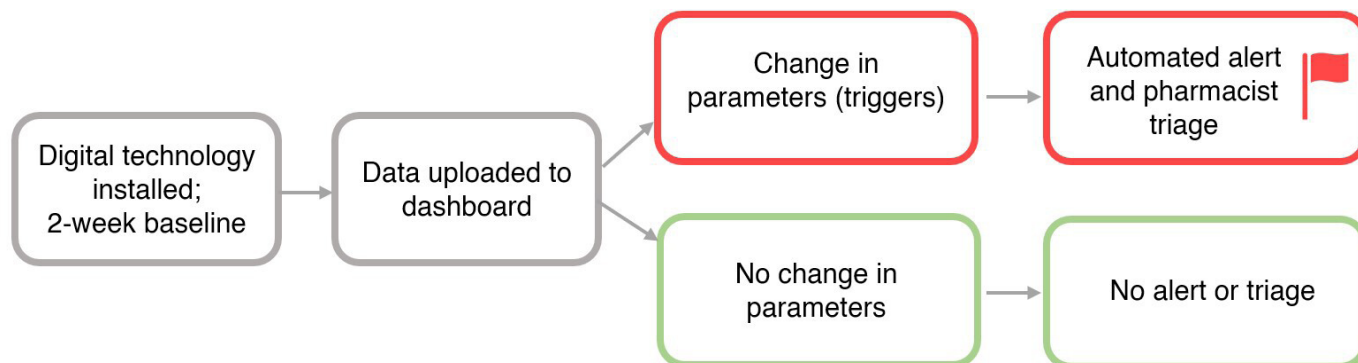 Digital technology
installed;
2-week baseline
Data uploaded to
dashboard
Change in
parameters (triggers)
Automated alert
and pharmacist
triage
No change in
parameters
No alert or triage